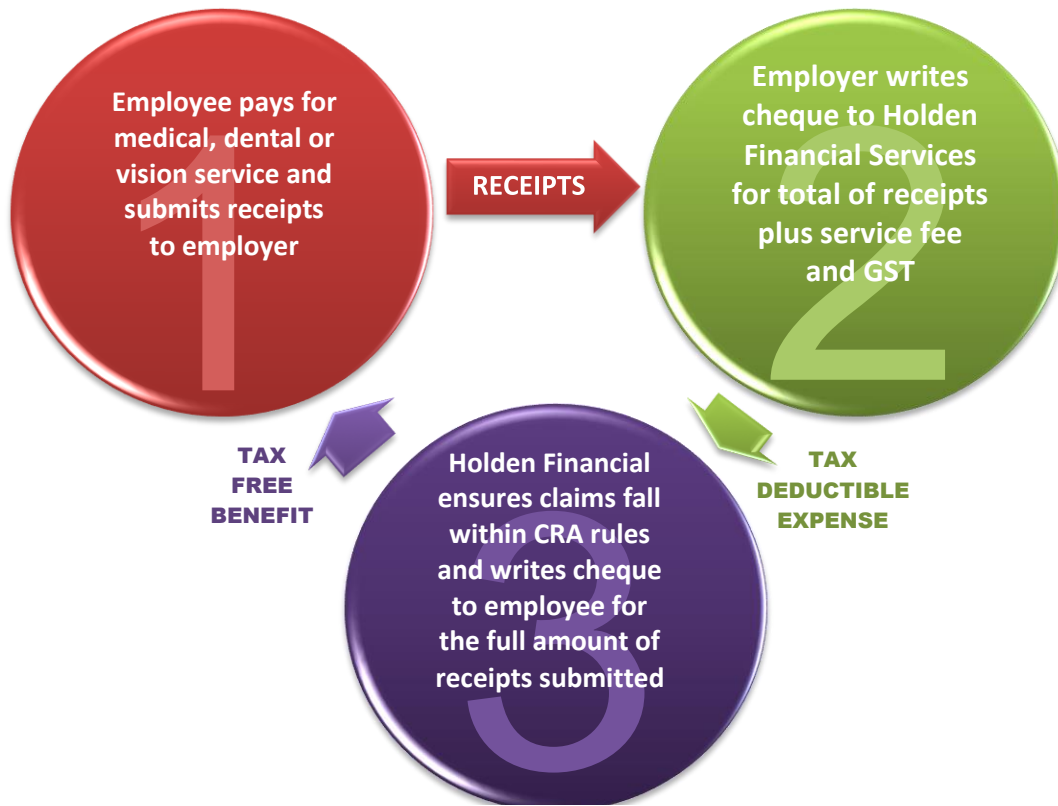 1
Employee pays for
medical, dental or
vision service and
submits receipts
to employer
RECEIPTS
2
Employer writes
cheque to Holden
Financial Services
for total of receipts
plus service fee
and GST
TAX
DEDUCTIBLE
EXPENSE
3
Holden Financial
ensures claims fall
within CRA rules
and writes cheque
to employee for
the full amount of
receipts submitted
TAX
FREE
BENEFIT